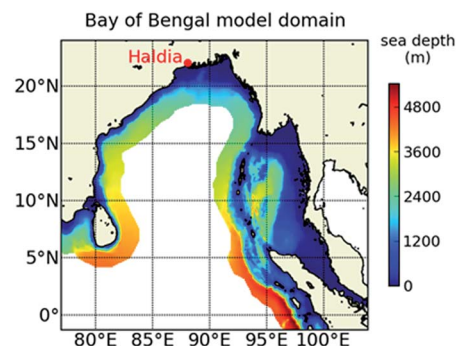 Bay of Bengal model domain
sea depth
(m)
Haldia
20°N
15°N
10°N
5°N
0°
80°E 85°E 90°E 95°E 100°E
4800
3600
2400
1200
0